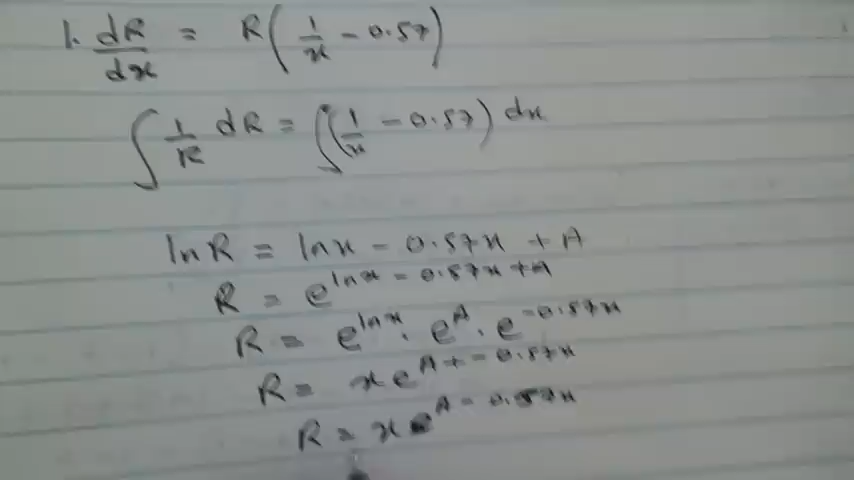 1. dR/dx = R(1/x - 0.57)
∫ 1/R dR = ∫(1/x - 0.57) dx
ln R = ln x - 0.57x + A
R = e^{ln x - 0.57x + A}
R = e^{ln x} . e^{A} . e^{-0.57x}
R = x e^{A + - 0.57x}
R = x e^{A - 0.57x}